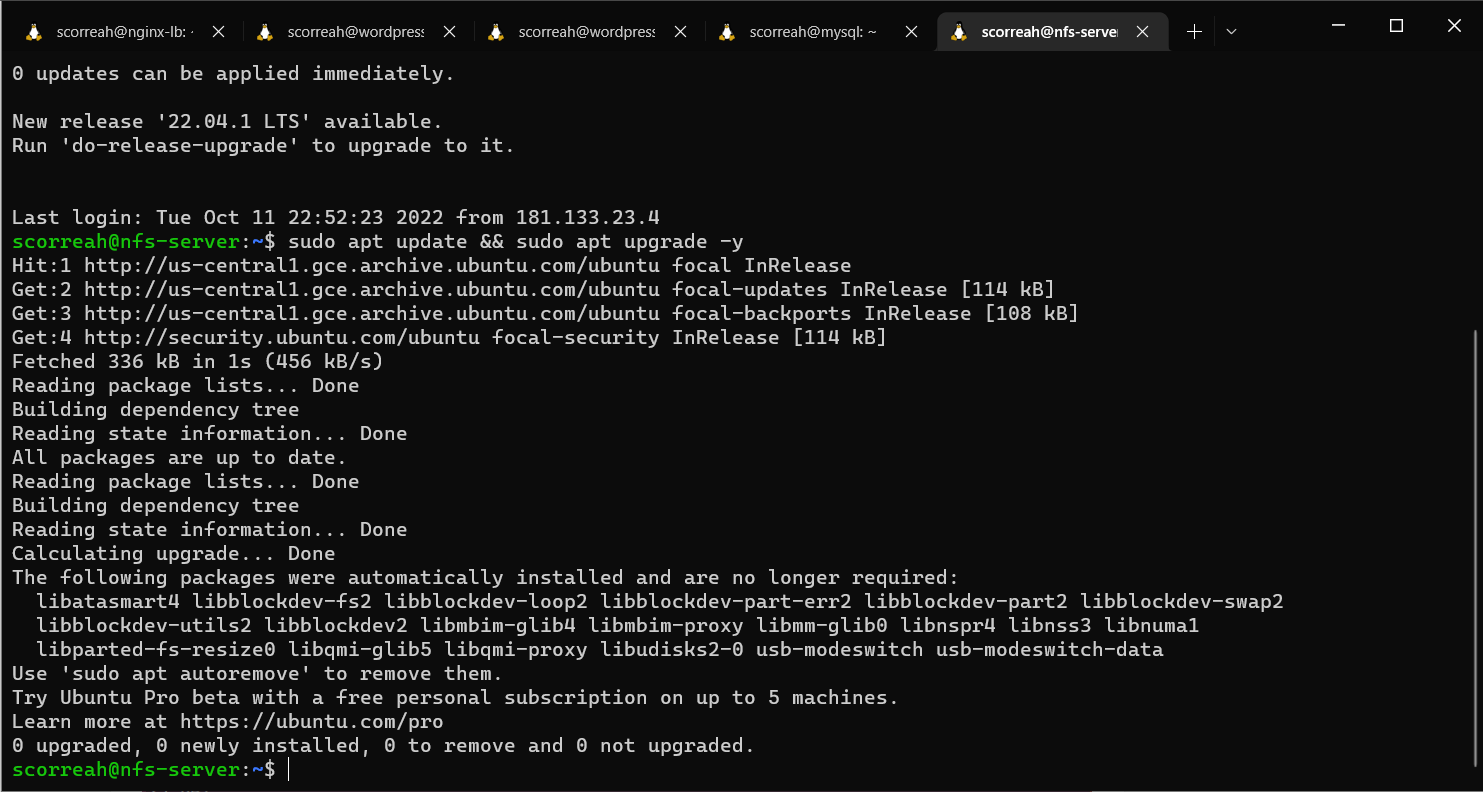 scorreah@nginx-lb: ~
scorreah@wordpress
scorreah@wordpress
scorreah@mysql: ~
scorreah@nfs-server
0 updates can be applied immediately.
New release '22.04.1 LTS' available.
Run 'do-release-upgrade' to upgrade to it.
Last login: Tue Oct 11 22:52:23 2022 from 181.133.23.4
scorreah@nfs-server:~$ sudo apt update && sudo apt upgrade -y
Hit:1 http://us-central1.gce.archive.ubuntu.com/ubuntu focal InRelease
Get:2 http://us-central1.gce.archive.ubuntu.com/ubuntu focal-updates InRelease [114 kB]
Get:3 http://us-central1.gce.archive.ubuntu.com/ubuntu focal-backports InRelease [108 kB]
Get:4 http://security.ubuntu.com/ubuntu focal-security InRelease [114 kB]
Fetched 336 kB in 1s (456 kB/s)
Reading package lists... Done
Building dependency tree
Reading state information... Done
All packages are up to date.
Reading package lists... Done
Building dependency tree
Reading state information... Done
Calculating upgrade... Done
The following packages were automatically installed and are no longer required:
  libatasmart4 libblockdev-fs2 libblockdev-loop2 libblockdev-part-err2 libblockdev-part2 libblockdev-swap2
  libblockdev-utils2 libblockdev2 libmbim-glib4 libmbim-proxy libmm-glib0 libnspr4 libnss3 libnuma1
  libparted-fs-resize0 libqmi-glib5 libqmi-proxy libudisks2-0 usb-modeswitch usb-modeswitch-data
Use 'sudo apt autoremove' to remove them.
Try Ubuntu Pro beta with a free personal subscription on up to 5 machines.
Learn more at https://ubuntu.com/pro
0 upgraded, 0 newly installed, 0 to remove and 0 not upgraded.
scorreah@nfs-server:~$